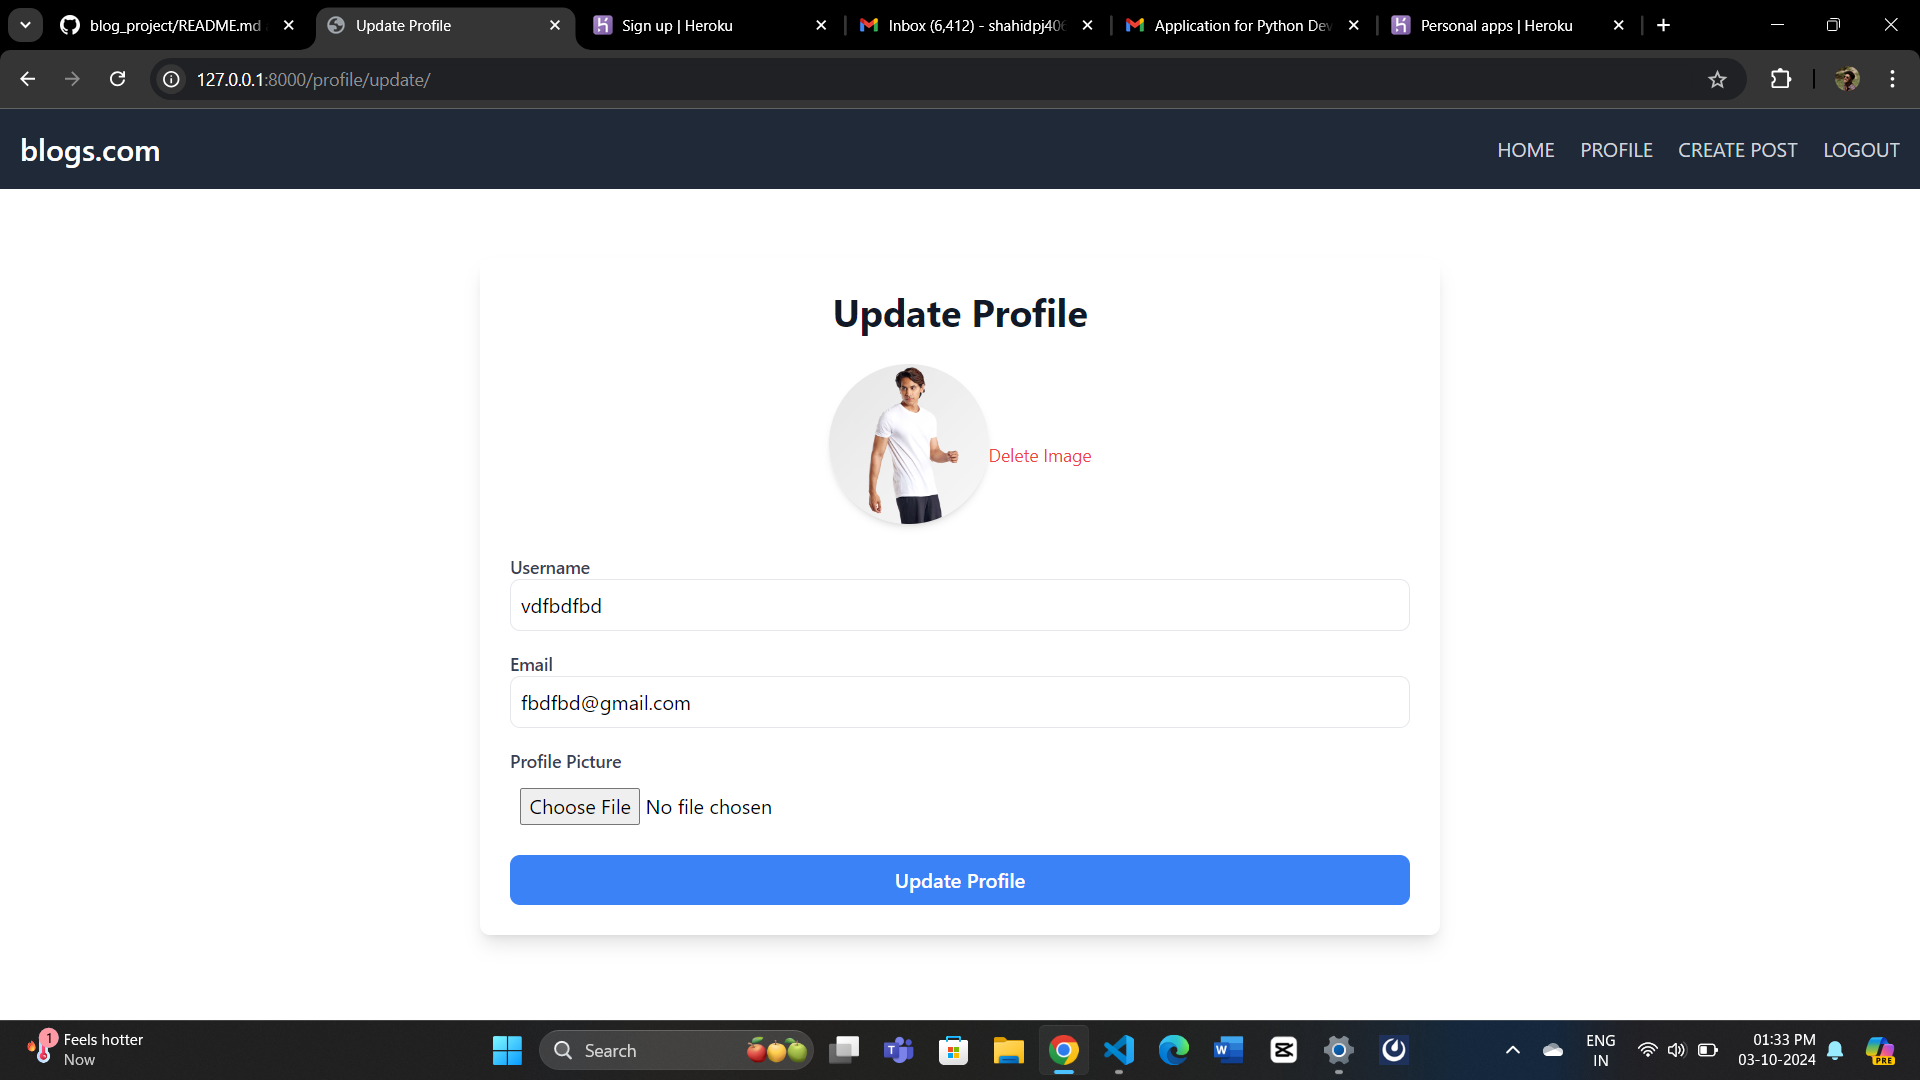 blog_project/README.md
Update Profile
Sign up | Heroku
Inbox (6,412) - shahidpj406
Application for Python Dev
Personal apps | Heroku
127.0.0.1:8000/profile/update/
blogs.com
HOME
PROFILE
CREATE POST
LOGOUT
Update Profile
Delete Image
Username
vdfbdfbd
Email
fbdfbd@gmail.com
Profile Picture
Choose File No file chosen
Update Profile
1
Feels hotter
Now
Search
ENG
IN
01:33 PM
03-10-2024
PRE